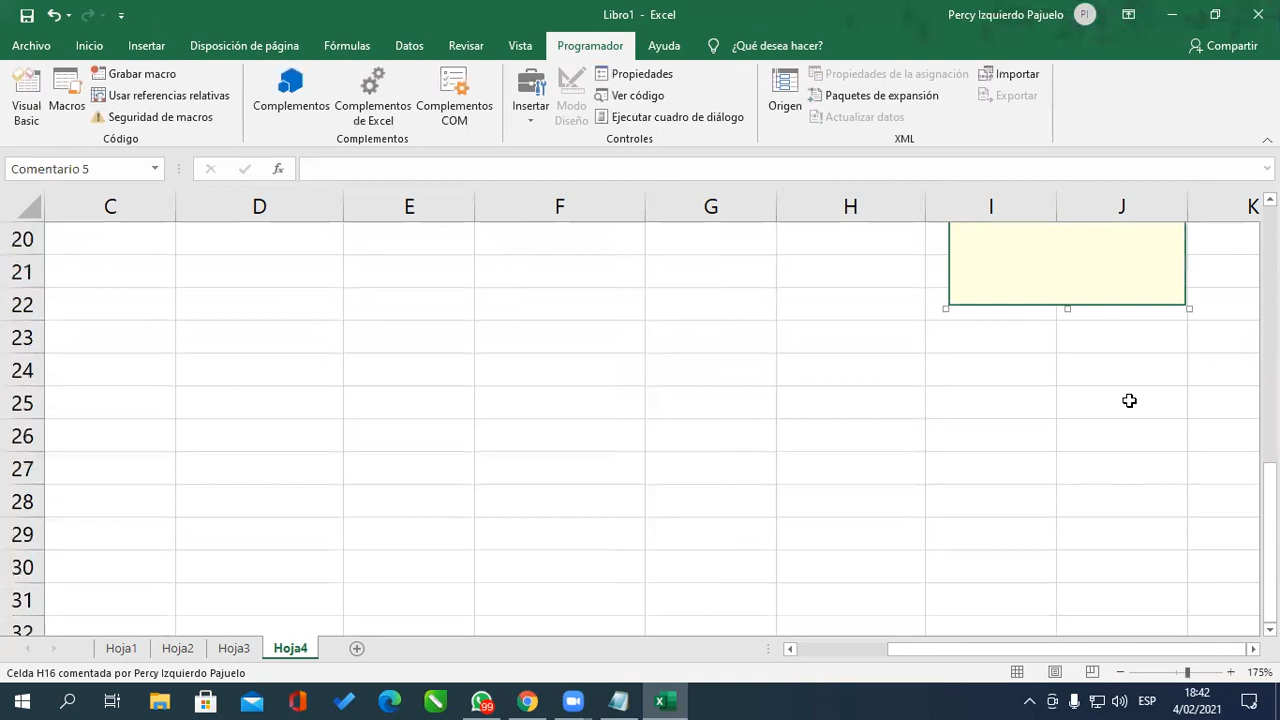 Libro1 - Excel
Percy Izquierdo Pajuelo
PI
Archivo Inicio Insertar Disposición de página Fórmulas Datos Revisar Vista Programador Ayuda ¿Qué desea hacer? Compartir
Visual Basic
Macros
Grabar macro
Usar referencias relativas
Seguridad de macros
Código
Complementos
Complementos de Excel
Complementos COM
Complementos
Insertar
Modo Diseño
Propiedades
Ver código
Ejecutar cuadro de diálogo
Controles
Origen
Propiedades de la asignación
Paquetes de expansión
Actualizar datos
Importar
Exportar
XML
Comentario 5
fx
C D E F G H I J K
20
21
22
23
24
25
26
27
28
29
30
31
32
Hoja1 Hoja2 Hoja3 Hoja4
Celda H16 comentada por Percy Izquierdo Pajuelo
175%
99
ESP
18:42
4/02/2021